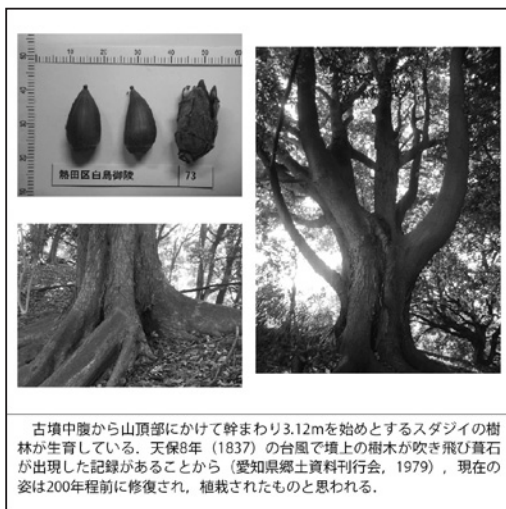 10 20 30 40 50 60
熱田区白鳥御陵 73
古墳中腹から山頂部にかけて幹まわり3.12mを始めとするスダジイの樹
林が生育している．天保8年（1837）の台風で墳上の樹木が吹き飛び葺石
が出現した記録があることから（愛知県郷土資料刊行会，1979），現在の
姿は200年程前に修復され，植栽されたものと思われる．